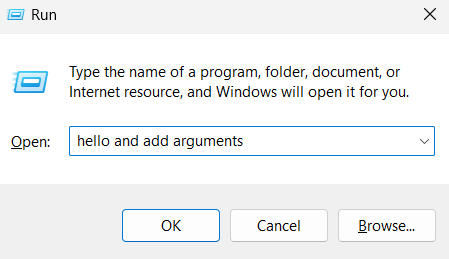 Run
Type the name of a program, folder, document, or
Internet resource, and Windows will open it for you.
Open: hello and add arguments
OK Cancel Browse...